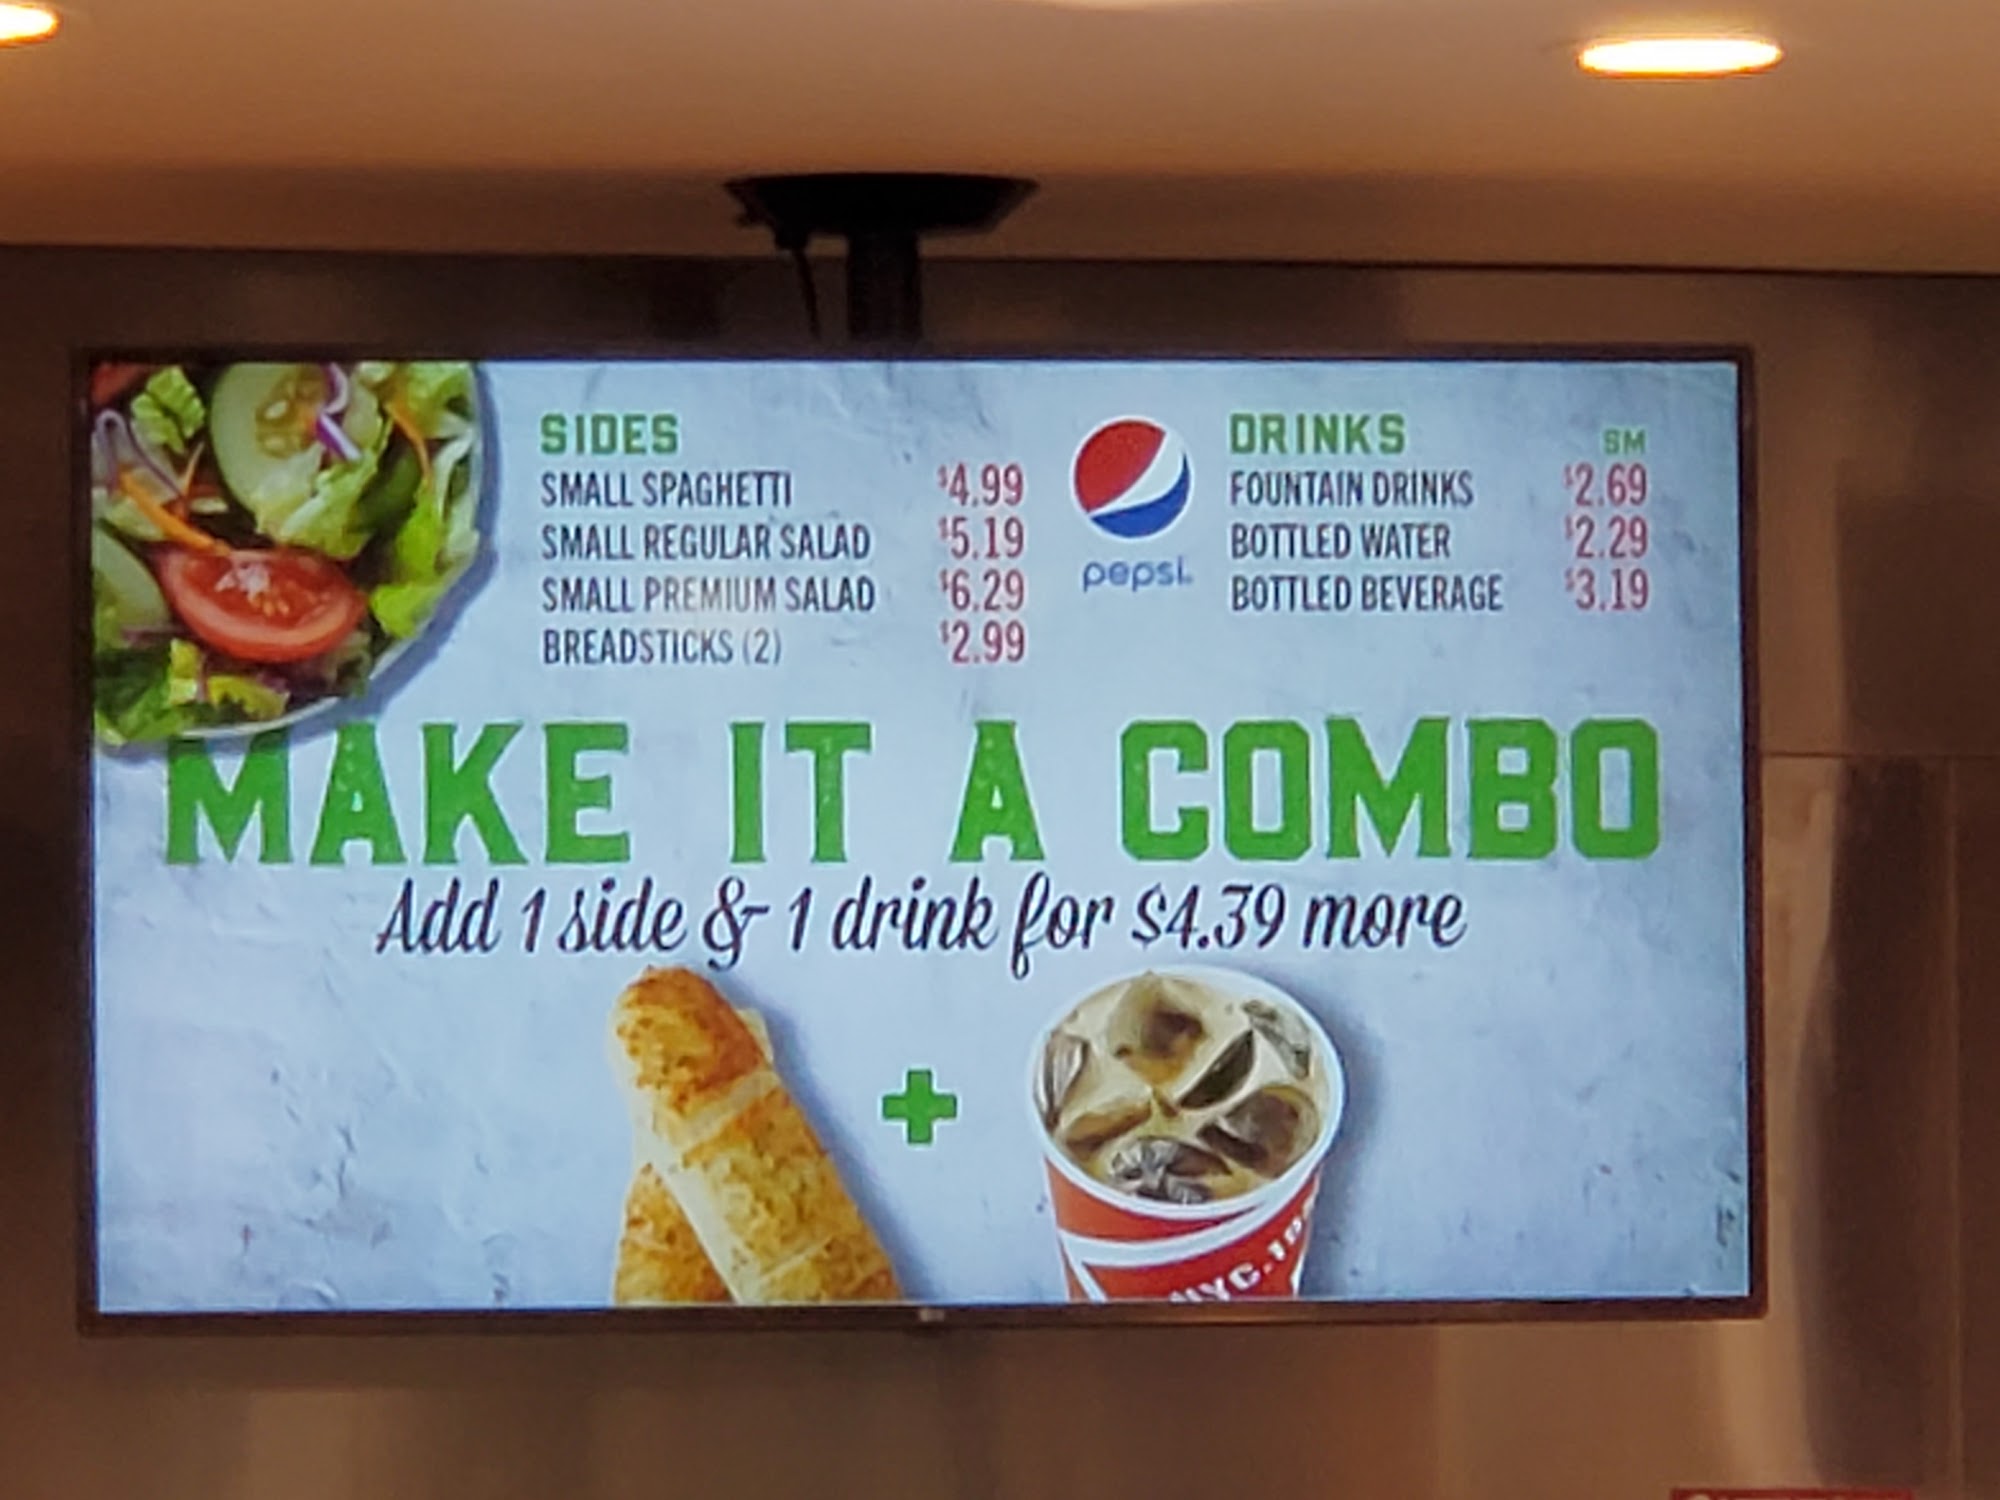 SIDES
SMALL SPAGHETTI $4.99
SMALL REGULAR SALAD $5.19
SMALL PREMIUM SALAD $6.29
BREADSTICKS (2) $2.99
pepsi
DRINKS SM
FOUNTAIN DRINKS $2.69
BOTTLED WATER $2.29
BOTTLED BEVERAGE $3.19
MAKE IT A COMBO
Add 1 side & 1 drink for $4.39 more